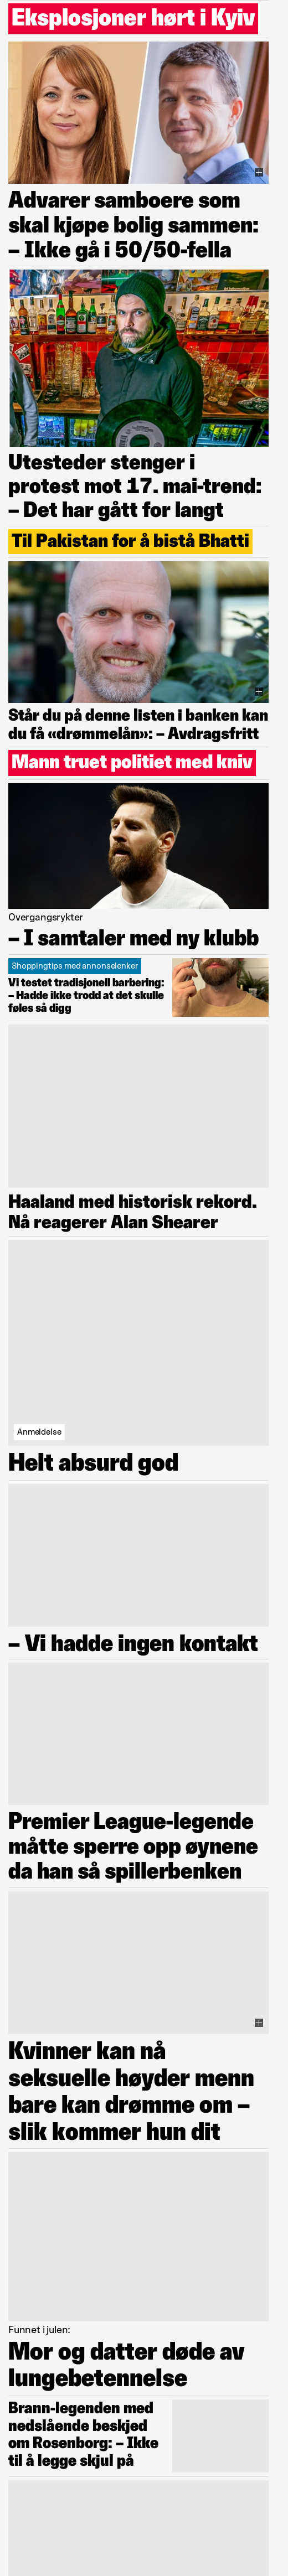 Eksplosjoner hørt i Kyiv
Advarer samboere som
skal kjøpe bolig sammen:
– Ikke gå i 50/50-fella
Utesteder stenger i
protest mot 17. mai-trend:
– Det har gått for langt
Til Pakistan for å bistå Bhatti
Står du på denne listen i banken kan
du få «drømmelån»: – Avdragsfritt
Mann truet politiet med kniv
Overgangsrykter
– I samtaler med ny klubb
Shoppingtips med annonselenker
Vi testet tradisjonell barbering:
– Hadde ikke trodd at det skulle
føles så digg
Haaland med historisk rekord.
Nå reagerer Alan Shearer
Anmeldelse
Helt absurd god
– Vi hadde ingen kontakt
Premier League-legende
måtte sperre opp øynene
da han så spillerbenken
Kvinner kan nå
seksuelle høyder menn
bare kan drømme om –
slik kommer hun dit
Funnet i julen:
Mor og datter døde av
lungebetennelse
Brann-legenden med
nedslående beskjed
om Rosenborg: – Ikke
til å legge skjul på